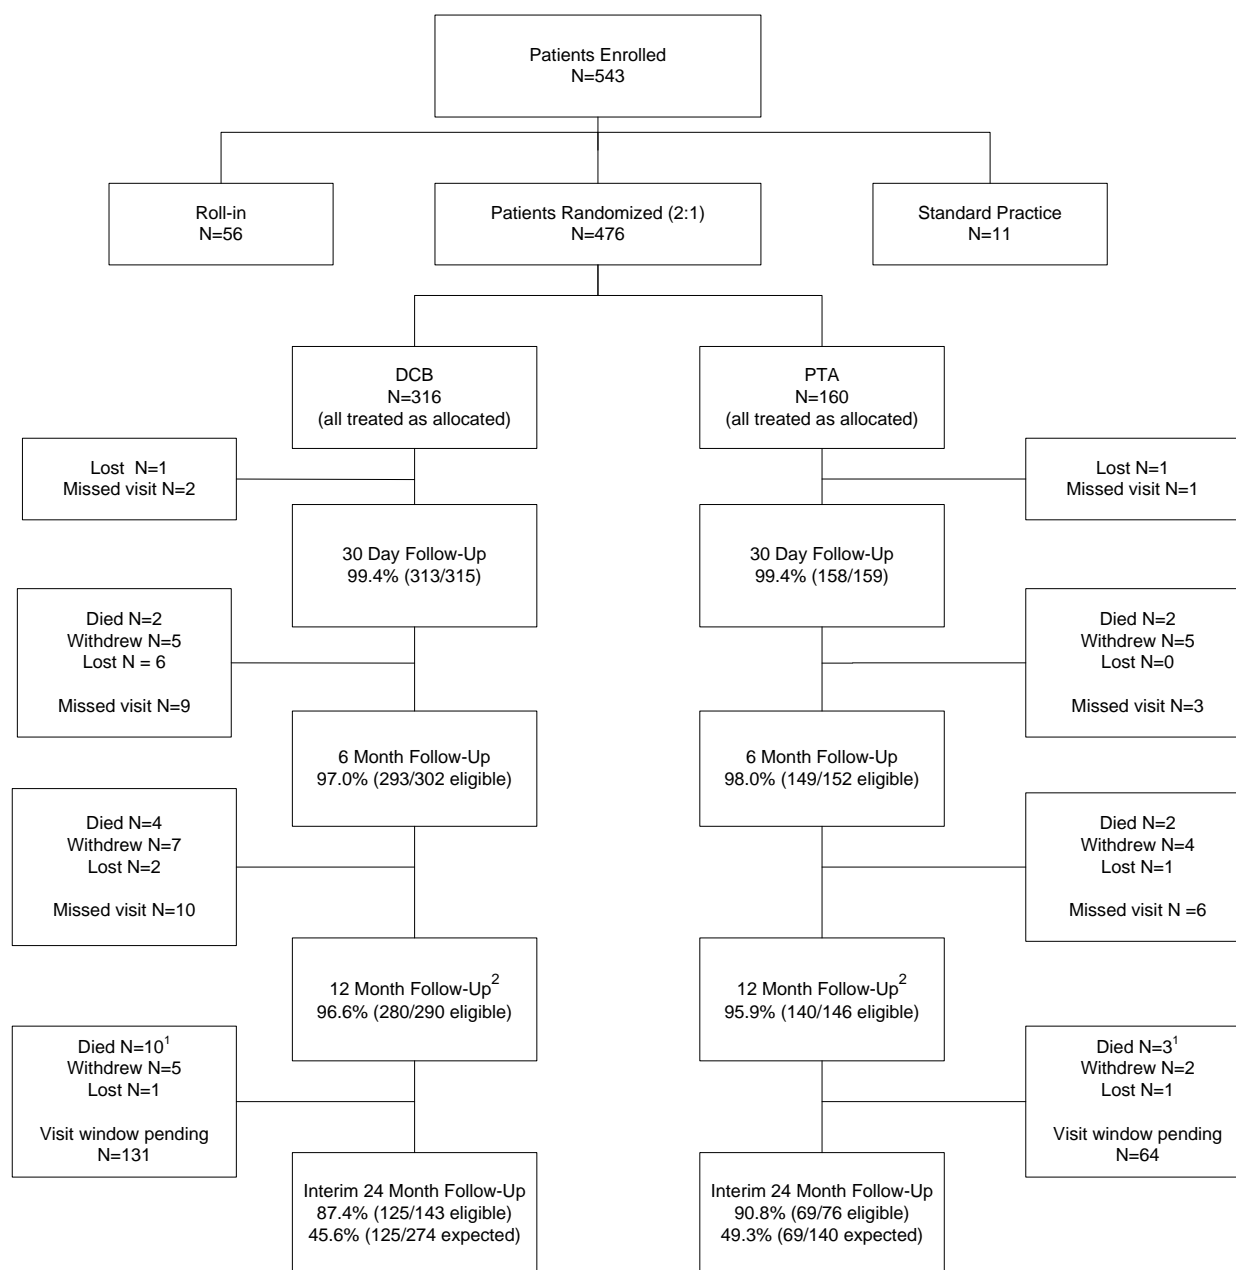 Patients Enrolled
N=543
Roll-in
N=56
Patients Randomized (2:1)
N=476
Standard Practice
N=11
DCB
N=316
(all treated as allocated)
PTA
N=160
(all treated as allocated)
Lost  N=1
Missed visit N=2
Lost N=1
Missed visit N=1
30 Day Follow-Up
99.4% (313/315)
30 Day Follow-Up
99.4% (158/159)
Died N=2
Withdrew N=5
Lost N = 6
Missed visit N=9
Died N=2
Withdrew N=5
Lost N=0
Missed visit N=3
6 Month Follow-Up
97.0% (293/302 eligible)
6 Month Follow-Up
98.0% (149/152 eligible)
Died N=4
Withdrew N=7
Lost N=2
Missed visit N=10
Died N=2
Withdrew N=4
Lost N=1
Missed visit N =6
12 Month Follow-Up²
96.6% (280/290 eligible)
12 Month Follow-Up²
95.9% (140/146 eligible)
Died N=10¹
Withdrew N=5
Lost N=1
Visit window pending
N=131
Died N=3¹
Withdrew N=2
Lost N=1
Visit window pending
N=64
Interim 24 Month Follow-Up
87.4% (125/143 eligible)
45.6% (125/274 expected)
Interim 24 Month Follow-Up
90.8% (69/76 eligible)
49.3% (69/140 expected)